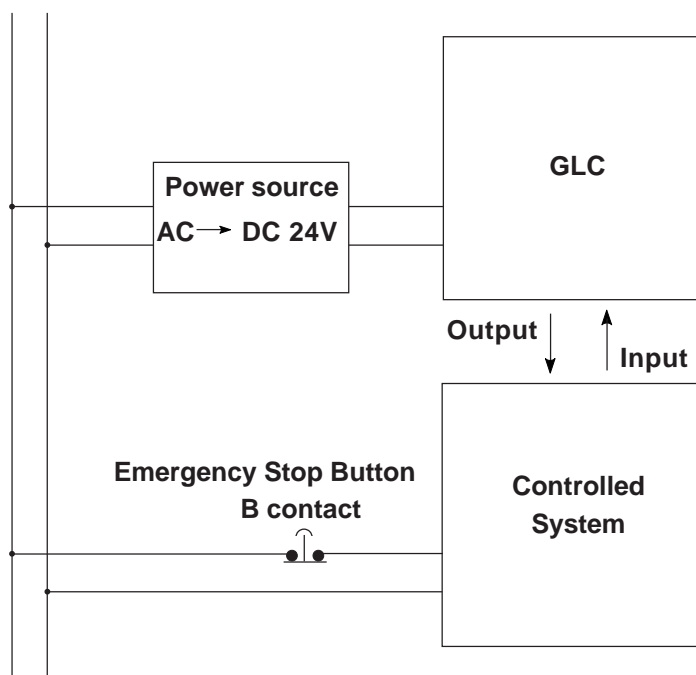 GLC
Power source
AC DC 24V
Output
Input
Emergency Stop Button
B contact
Controlled
System